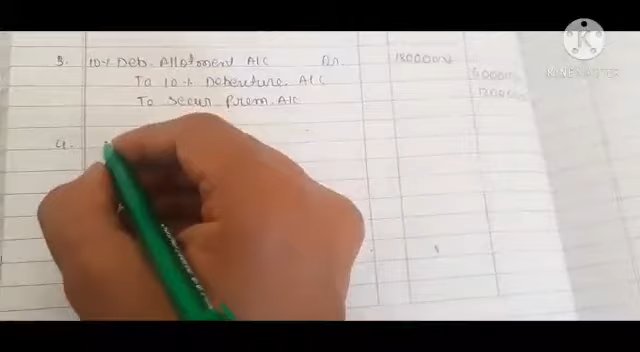 3. 10% Deb. Allotment A/C Dr.
To 10% Debenture A/C
To Secur Prem. A/C
4.
KINEMASTER